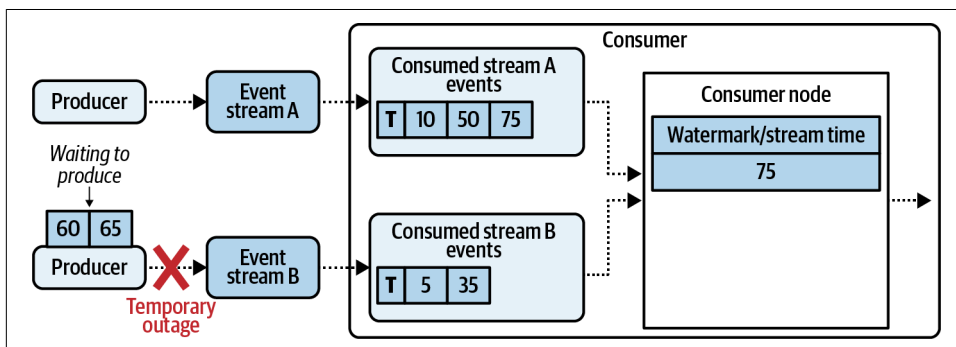 Consumer
Producer
Event
stream A
Consumed stream A
events
T 10 50 75
Consumer node
Watermark/stream time
75
Waiting to
produce
60 65
Producer
Temporary
outage
Event
stream B
Consumed stream B
events
T 5 35